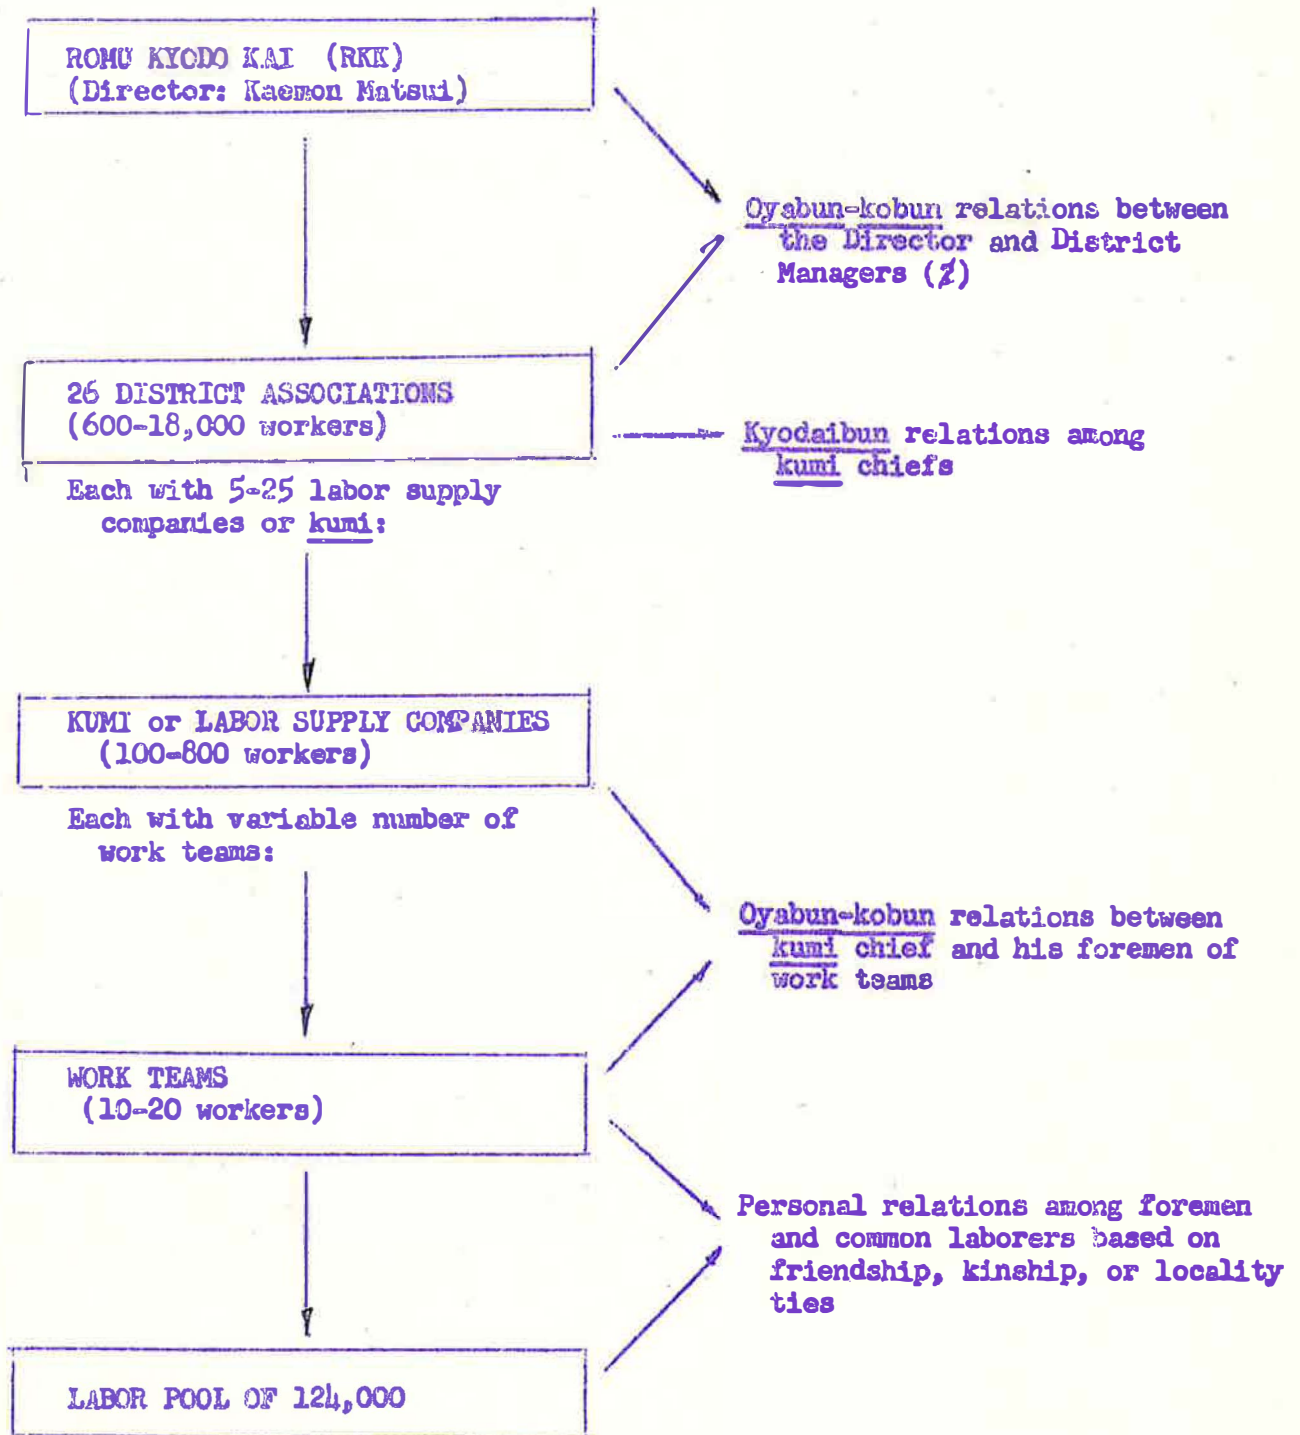 ROMU KYODO KAI (RKK)
(Director: Kaemon Matsui)
Oyabun-kobun relations between
the Director and District
Managers (?)
26 DISTRICT ASSOCIATIONS
(600-18,000 workers)
Kyodaibun relations among
kumi chiefs
Each with 5-25 labor supply
companies or kumi:
KUMI or LABOR SUPPLY COMPANIES
(100-800 workers)
Each with variable number of
work teams:
Oyabun-kobun relations between
kumi chief and his foremen of
work teams
WORK TEAMS
(10-20 workers)
Personal relations among foremen
and common laborers based on
friendship, kinship, or locality
ties
LABOR POOL OF 124,000